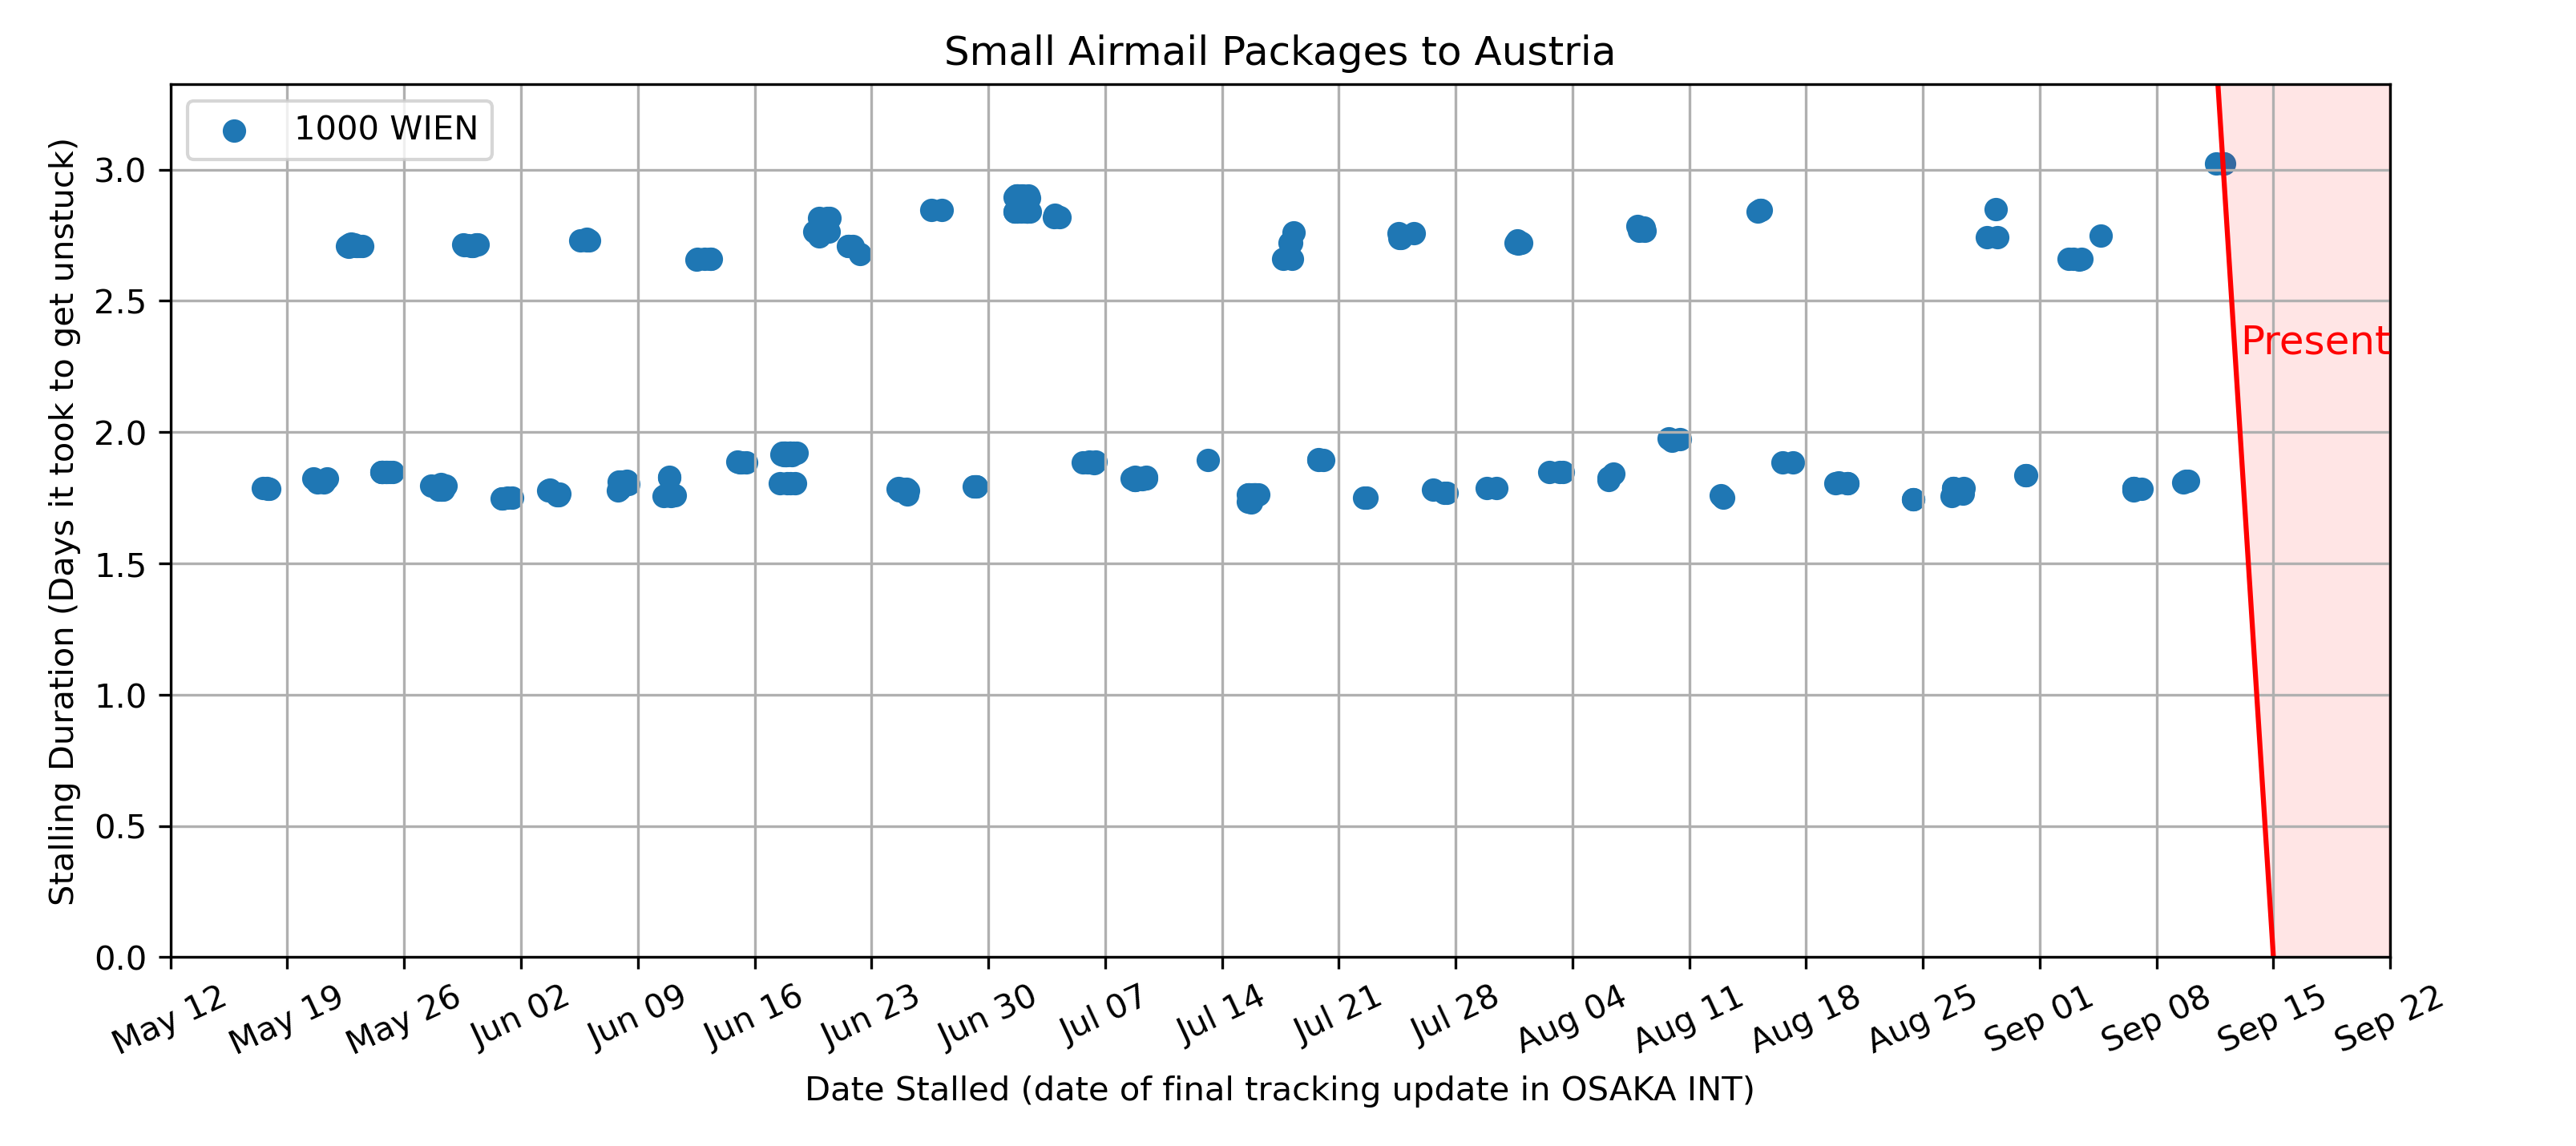 Small Airmail Packages to Austria
1000 WIEN
Stalling Duration (Days it took to get unstuck)
3.0
2.5
2.0
1.5
1.0
0.5
0.0
Present
May 12
May 19
May 26
Jun 02
Jun 09
Jun 16
Jun 23
Jun 30
Jul 07
Jul 14
Jul 21
Jul 28
Aug 04
Aug 11
Aug 18
Aug 25
Sep 01
Sep 08
Sep 15
Sep 22
Date Stalled (date of final tracking update in OSAKA INT)